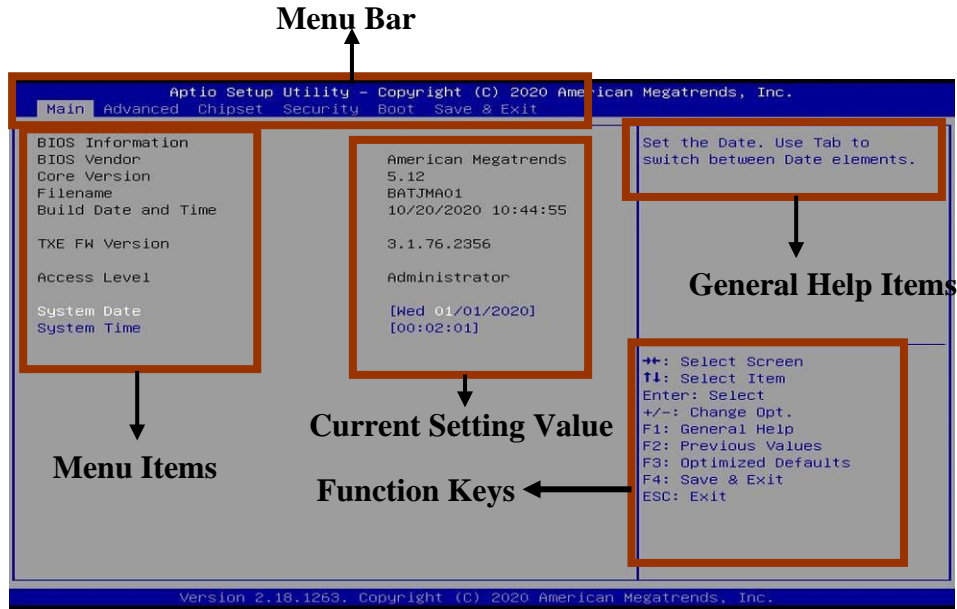 Menu Bar
Aptio Setup Utility – Copyright (C) 2020 American Megatrends, Inc.
Main Advanced Chipset Security Boot Save & Exit
BIOS Information
BIOS Vendor American Megatrends
Core Version 5.12
Filename BATJMA01
Build Date and Time 10/20/2020 10:44:55
TXE FW Version 3.1.76.2356
Access Level Administrator
System Date [Wed 01/01/2020]
System Time [00:02:01]
Set the Date. Use Tab to
switch between Date elements.
General Help Items
→←: Select Screen
↑↓: Select Item
Enter: Select
+/-: Change Opt.
F1: General Help
F2: Previous Values
F3: Optimized Defaults
F4: Save & Exit
ESC: Exit
Current Setting Value
Menu Items
Function Keys
Version 2.18.1263. Copyright (C) 2020 American Megatrends, Inc.